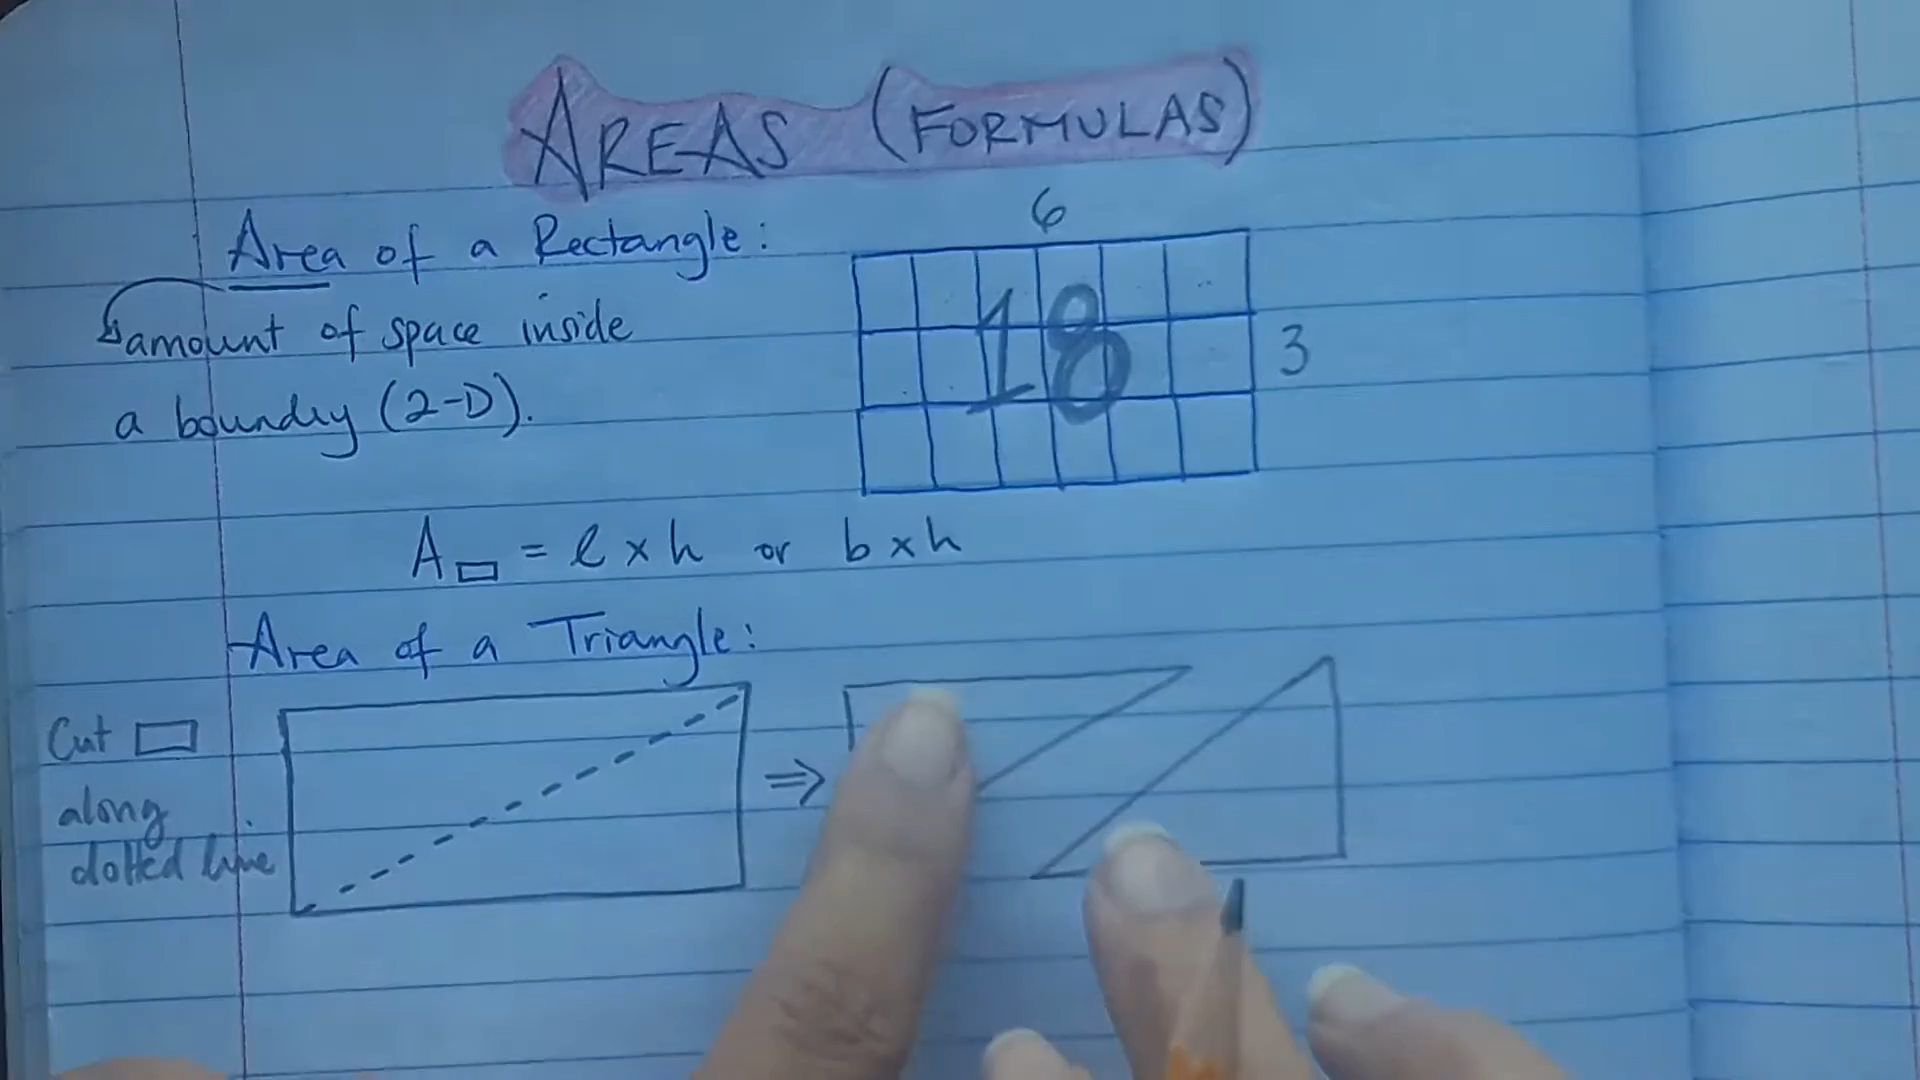 AREAS (FORMULAS)
Area of a Rectangle:
amount of space inside
a boundry (2-D).
6
18
3
A▭ = l x h or b x h
Area of a Triangle:
Cut ▭
along
dotted line
⇒